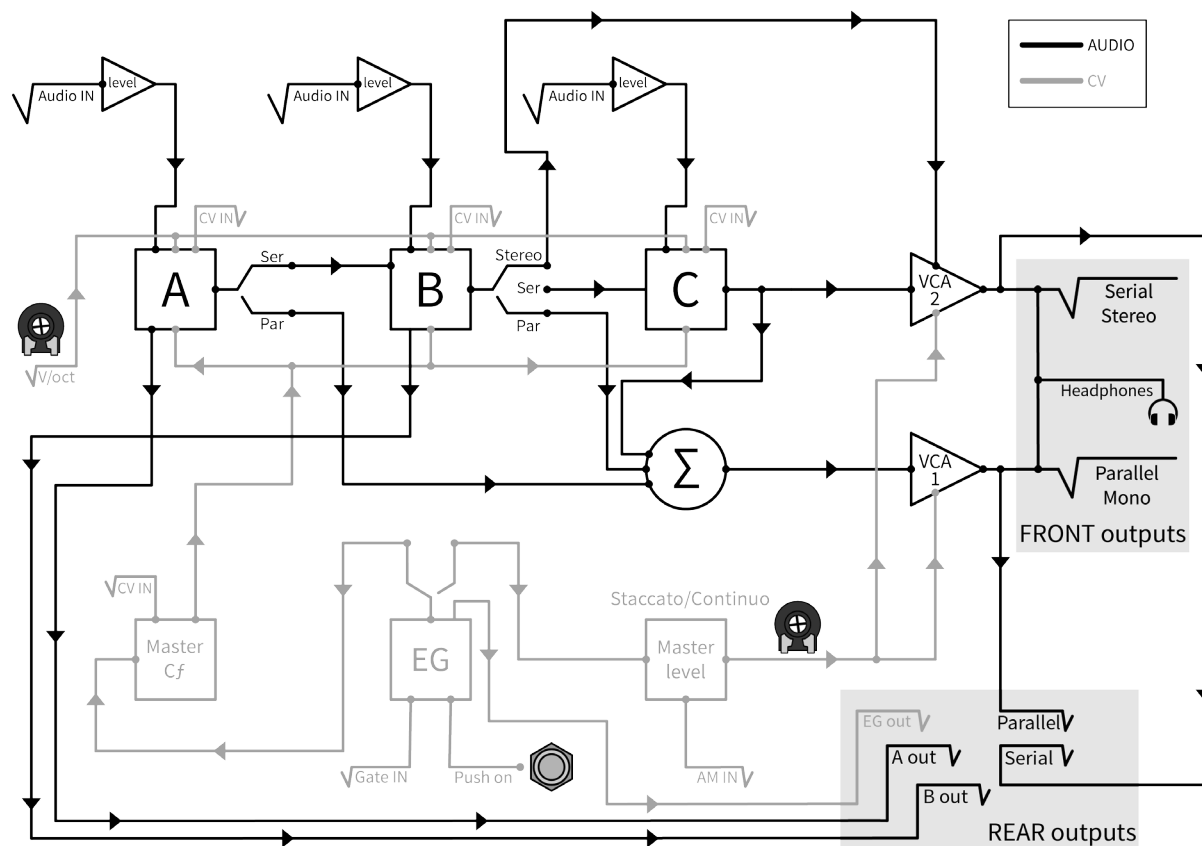 AUDIO
CV
level
level
level
Audio IN
Audio IN
Audio IN
CV IN
CV IN
CV IN
Ser
Stereo
A
B
C
Ser
Par
Par
VCA
2
Serial
Stereo
V/oct
Headphones
Σ
VCA
1
Parallel
Mono
FRONT outputs
CV IN
Staccato/Continuo
Master
Cƒ
EG
Master
level
EG out
Parallel
A out
Serial
Gate IN
Push on
AM IN
B out
REAR outputs